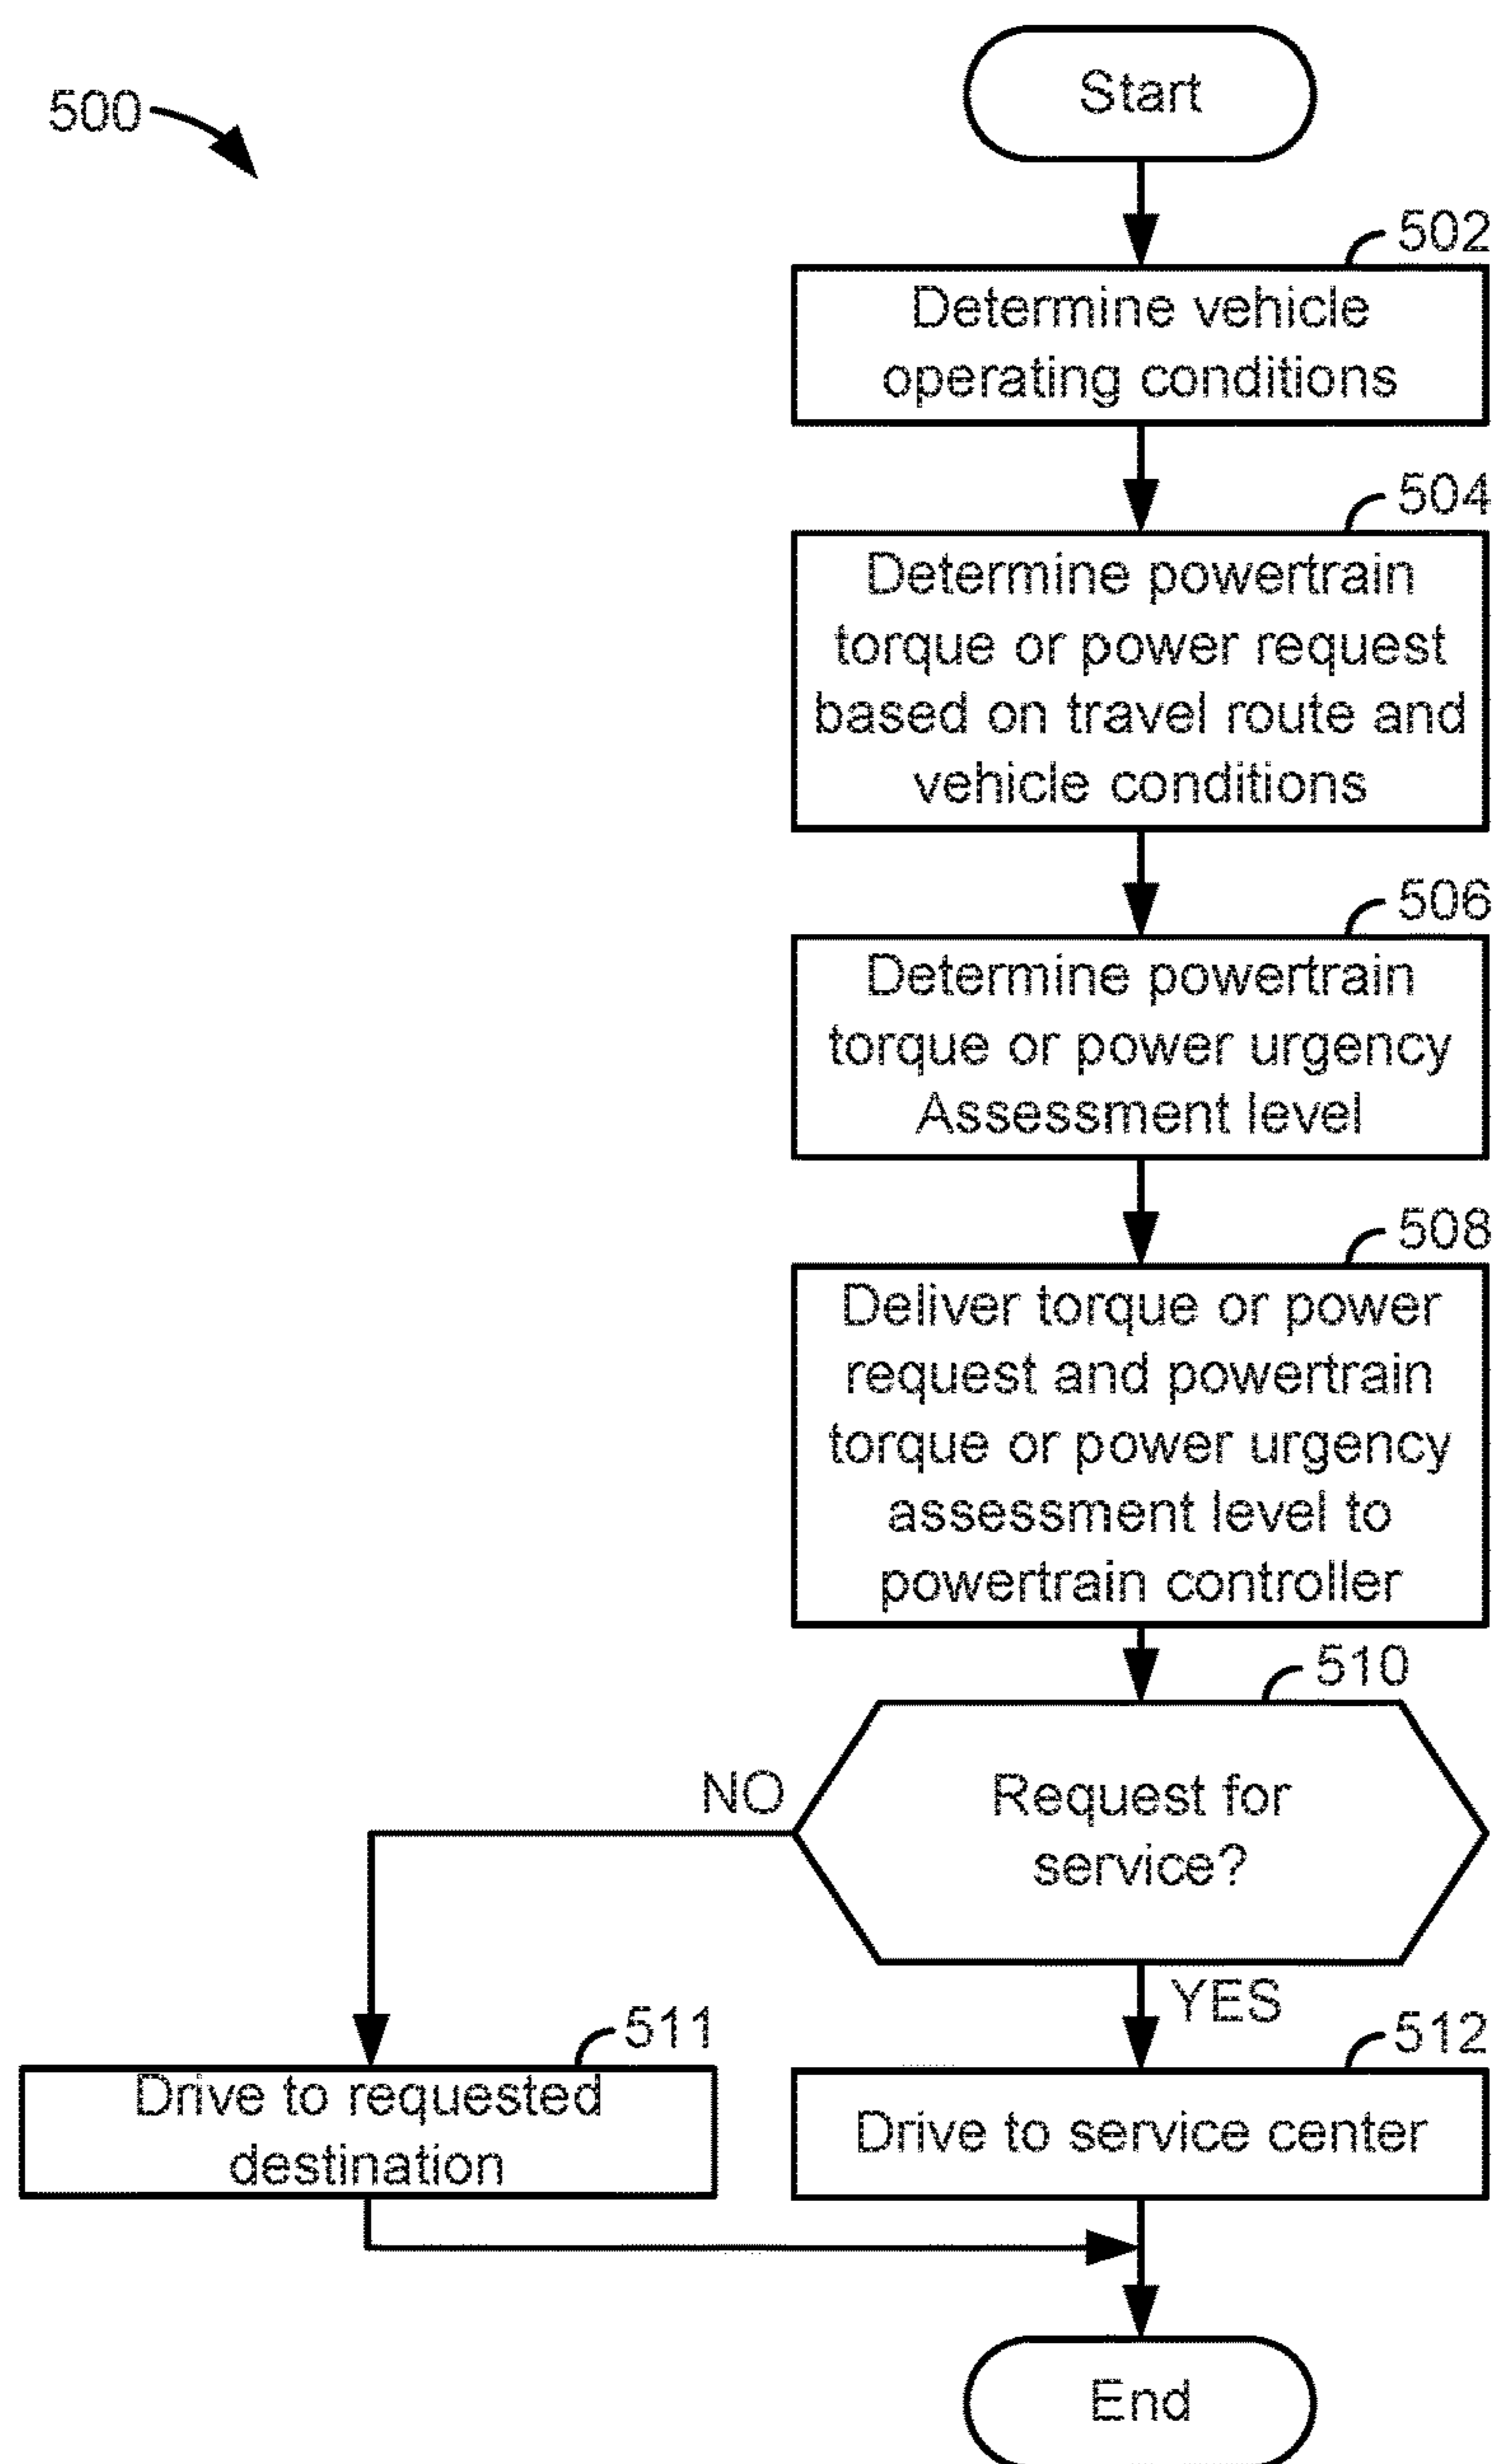 500
Start
502
Determine vehicle
operating conditions
504
Determine powertrain
torque or power request
based on travel route and
vehicle conditions
506
Determine powertrain
torque or power urgency
Assessment level
508
Deliver torque or power
request and powertrain
torque or power urgency
assessment level to
powertrain controller
510
Request for
service?
NO
YES
511
Drive to requested
destination
512
Drive to service center
End